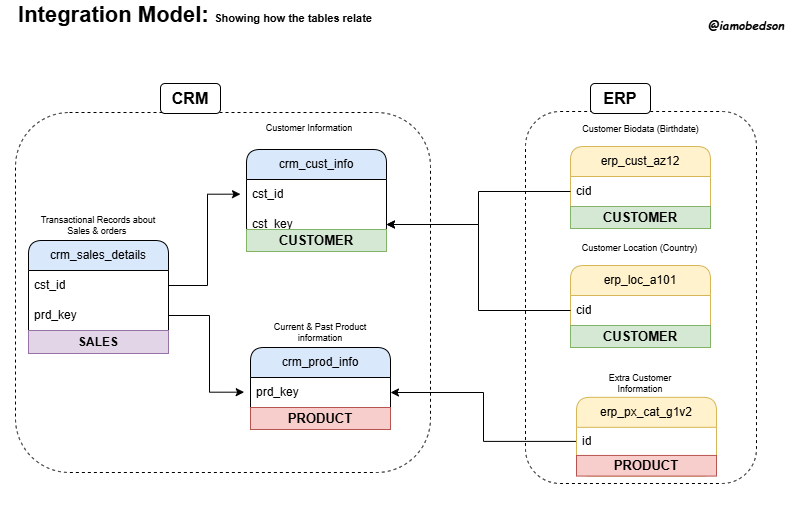 Integration Model: Showing how the tables relate
@iamobedson
CRM
ERP
Customer Information
crm_cust_info
cst_id
cst_key
CUSTOMER
Transactional Records about
Sales & orders
crm_sales_details
cst_id
prd_key
SALES
Current & Past Product
information
crm_prod_info
prd_key
PRODUCT
Customer Biodata (Birthdate)
erp_cust_az12
cid
CUSTOMER
Customer Location (Country)
erp_loc_a101
cid
CUSTOMER
Extra Customer
Information
erp_px_cat_g1v2
id
PRODUCT